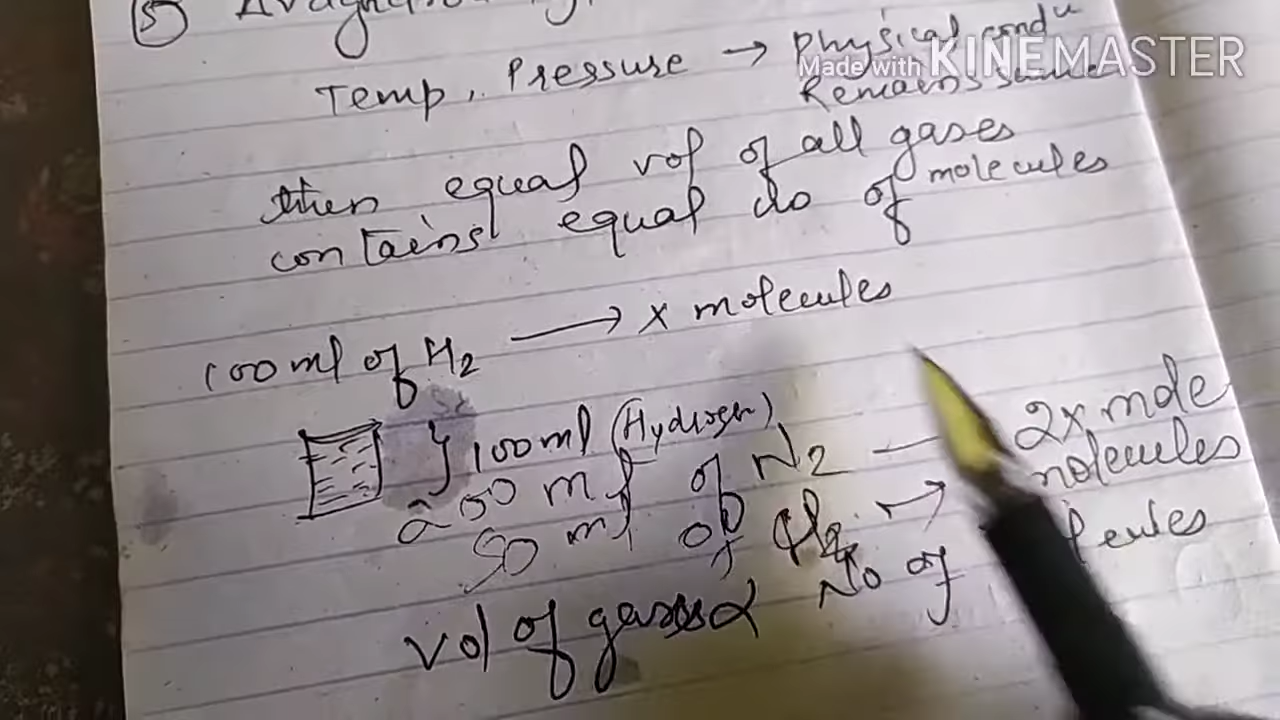 5
Temp, Pressure → Physical condn
Remains same
Made with KINEMASTER
then equal vol of all gases
contains equal no of molecules
100 ml of H2 → x molecules
} 100 ml (Hydrogen)
200 ml of N2 — 2x mole
molecules
50 ml of
vol of gases ∝ No of